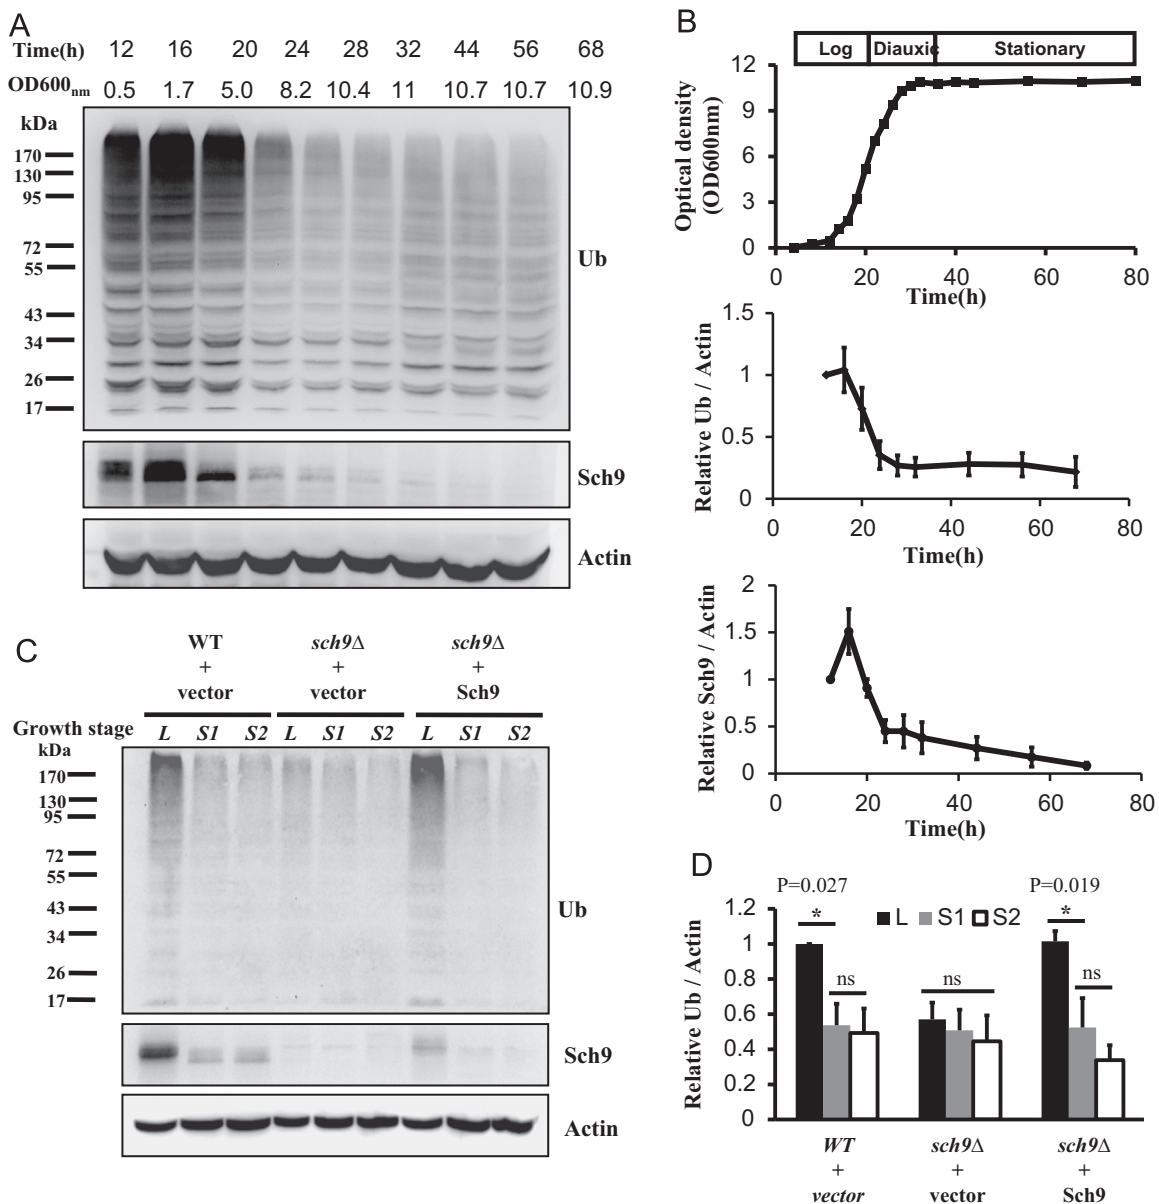 A
Time(h) 12 16 20 24 28 32 44 56 68
OD600nm 0.5 1.7 5.0 8.2 10.4 11 10.7 10.7 10.9
kDa
170
130
95
72
55
43
34
26
17
Ub
Sch9
Actin
B
Log Diauxic Stationary
Optical density
(OD600nm)
12
9
6
3
0
0 20 40 60 80
Time(h)
Relative Ub / Actin
1.5
1
0.5
0
0 20 40 60 80
Time(h)
Relative Sch9 / Actin
2
1.5
1
0.5
0
0 20 40 60 80
Time(h)
C
WT sch9Δ sch9Δ
+ + +
vector vector Sch9
Growth stage L S1 S2 L S1 S2 L S1 S2
kDa
170
130
95
72
55
43
34
26
17
Ub
Sch9
Actin
D
P=0.027 P=0.019
* *
L S1 S2
ns ns ns
Relative Ub / Actin
1.2
1
0.8
0.6
0.4
0.2
0
WT sch9Δ sch9Δ
+ + +
vector vector Sch9